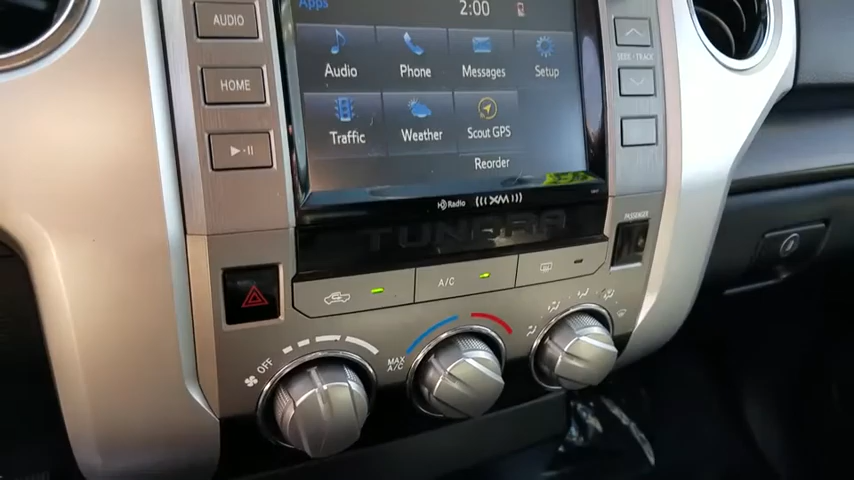 Apps
2:00
AUDIO
HOME
Audio
Phone
Messages
Setup
SEEK - TRACK
Traffic
Weather
Scout GPS
Reorder
HD Radio
((( XM )))
TUNDRA
PASSENGER
A/C
OFF
MAX
A/C